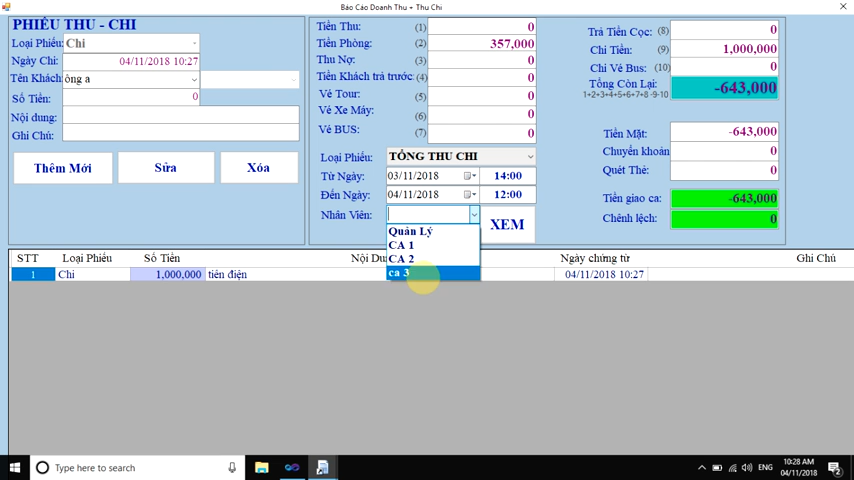 Báo Cáo Doanh Thu + Thu Chi
PHIẾU THU - CHI
Loại Phiếu: Chi
Ngày Chi: 04/11/2018 10:27
Tên Khách: ông a
Số Tiền: 0
Nội dung:
Ghi Chú:
Thêm Mới Sửa Xóa
Tiền Thu: (1) 0
Tiền Phòng: (2) 357,000
Thu Nợ: (3) 0
Tiền Khách trả trước: (4) 0
Vé Tour: (5) 0
Vé Xe Máy: (6) 0
Vé BUS: (7) 0
Loại Phiếu: TỔNG THU CHI
Từ Ngày: 03/11/2018 14:00
Đến Ngày: 04/11/2018 12:00
Nhân Viên:
XEM
Quản Lý
CA 1
CA 2
ca 3
Trả Tiền Cọc: (8) 0
Chi Tiền: (9) 1,000,000
Chi Vé Bus: (10) 0
Tổng Còn Lại: -643,000
1+2+3+4+5+6+7+8 -9-10
Tiền Mặt: -643,000
Chuyển khoản 0
Quét Thẻ: 0
Tiền giao ca: -643,000
Chênh lệch: 0
STT Loại Phiếu Số Tiền Nội Du Ngày chứng từ Ghi Chú
1 Chi 1,000,000 tiền điện 04/11/2018 10:27
Type here to search
ENG
10:28 AM
04/11/2018
2